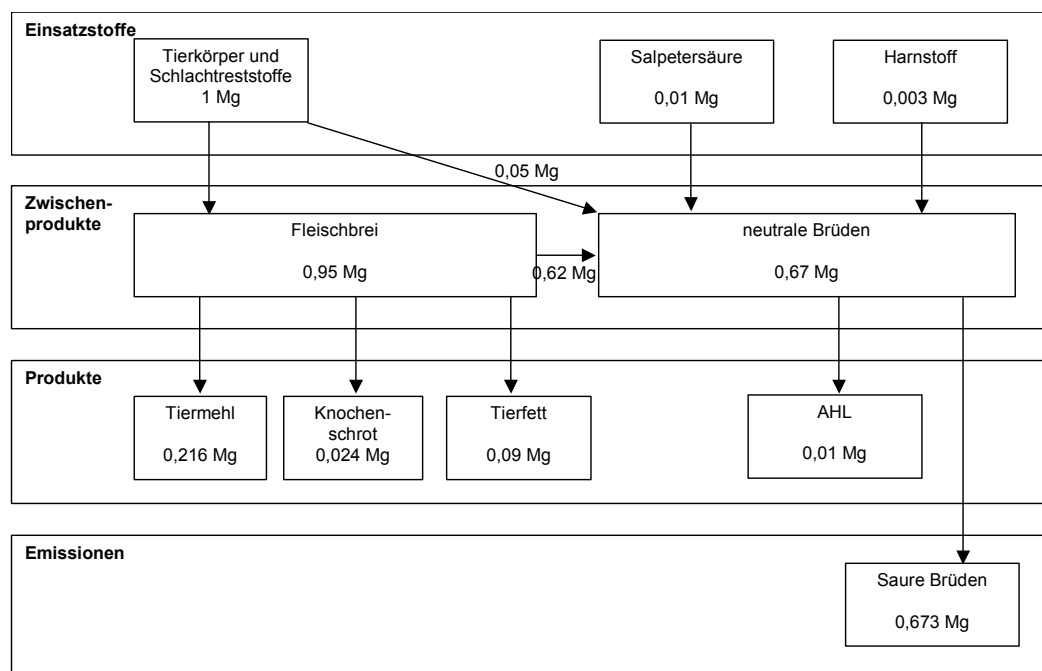 Einsatzstoffe
Tierkörper und
Schlachtreststoffe
1 Mg
Salpetersäure
0,01 Mg
Harnstoff
0,003 Mg
0,05 Mg
Zwischen-
produkte
Fleischbrei
0,95 Mg
0,62 Mg
neutrale Brüden
0,67 Mg
Produkte
Tiermehl
0,216 Mg
Knochen-
schrot
0,024 Mg
Tierfett
0,09 Mg
AHL
0,01 Mg
Emissionen
Saure Brüden
0,673 Mg